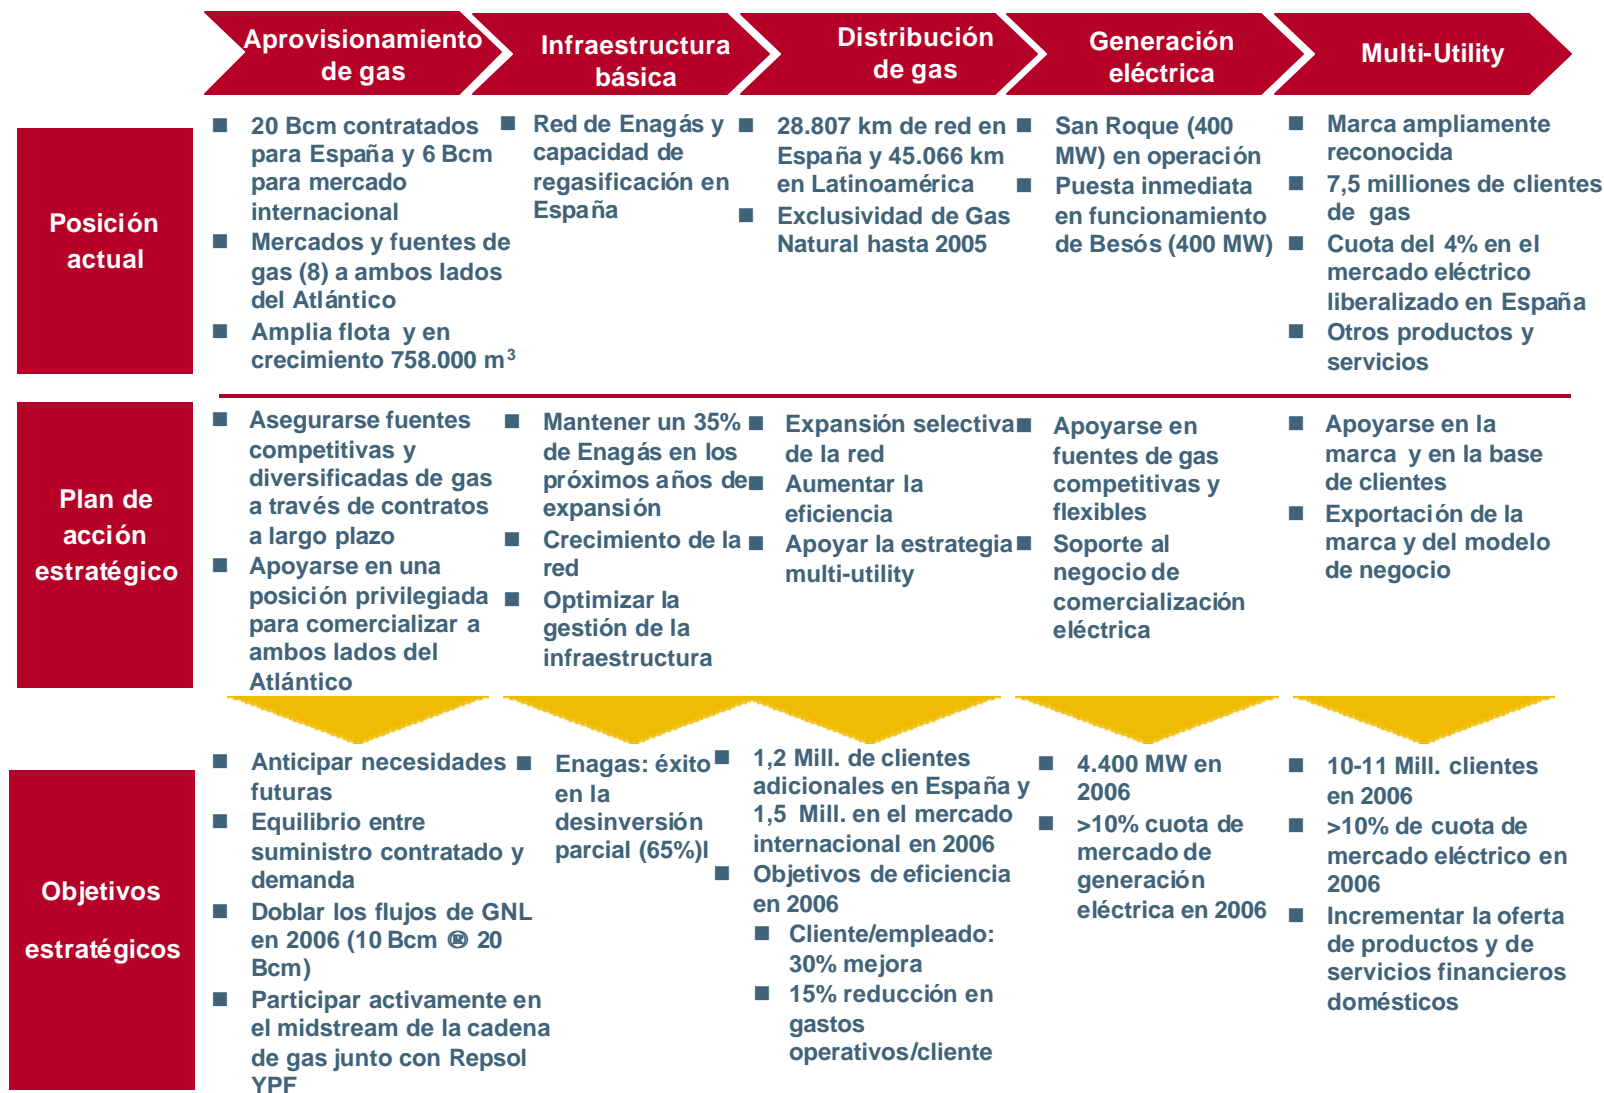 Aprovisionamiento
de gas
Infraestructura
básica
Distribución
de gas
Generación
eléctrica
Multi-Utility
Posición
actual
20 Bcm contratados
para España y 6 Bcm
para mercado
internacional
Mercados y fuentes de
gas (8) a ambos lados
del Atlántico
Amplia flota y en
crecimiento 758.000 m³
Red de Enagás y
capacidad de
regasificación en
España
28.807 km de red en
España y 45.066 km
en Latinoamérica
Exclusividad de Gas
Natural hasta 2005
San Roque (400
MW) en operación
Puesta inmediata
en funcionamiento
de Besós (400 MW)
Marca ampliamente
reconocida
7,5 milliones de clientes
de gas
Cuota del 4% en el
mercado eléctrico
liberalizado en España
Otros productos y
servicios
Plan de
acción
estratégico
Asegurarse fuentes
competitivas y
diversificadas de gas
a través de contratos
a largo plazo
Apoyarse en una
posición privilegiada
para comercializar a
ambos lados del
Atlántico
Mantener un 35%
de Enagás en los
próximos años de
expansión
Crecimiento de la
red
Optimizar la
gestión de la
infraestructura
Expansión selectiva
de la red
Aumentar la
eficiencia
Apoyar la estrategia
multi-utility
Apoyarse en
fuentes de gas
competitivas y
flexibles
Soporte al
negocio de
comercialización
eléctrica
Apoyarse en la
marca y en la base
de clientes
Exportación de la
marca y del modelo
de negocio
Objetivos
estratégicos
Anticipar necesidades
futuras
Equilibrio entre
suministro contratado y
demanda
Doblar los flujos de GNL
en 2006 (10 Bcm ® 20
Bcm)
Participar activamente en
el midstream de la cadena
de gas junto con Repsol
YPF
Enagas: éxito
en la
desinversión
parcial (65%)l
1,2 Mill. de clientes
adicionales en España y
1,5 Mill. en el mercado
internacional en 2006
Objetivos de eficiencia
en 2006
Cliente/empleado:
30% mejora
15% reducción en
gastos
operativos/cliente
4.400 MW en
2006
>10% cuota de
mercado de
generación
eléctrica en 2006
10-11 Mill. clientes
en 2006
>10% de cuota de
mercado eléctrico en
2006
Incrementar la oferta
de productos y de
servicios financieros
domésticos